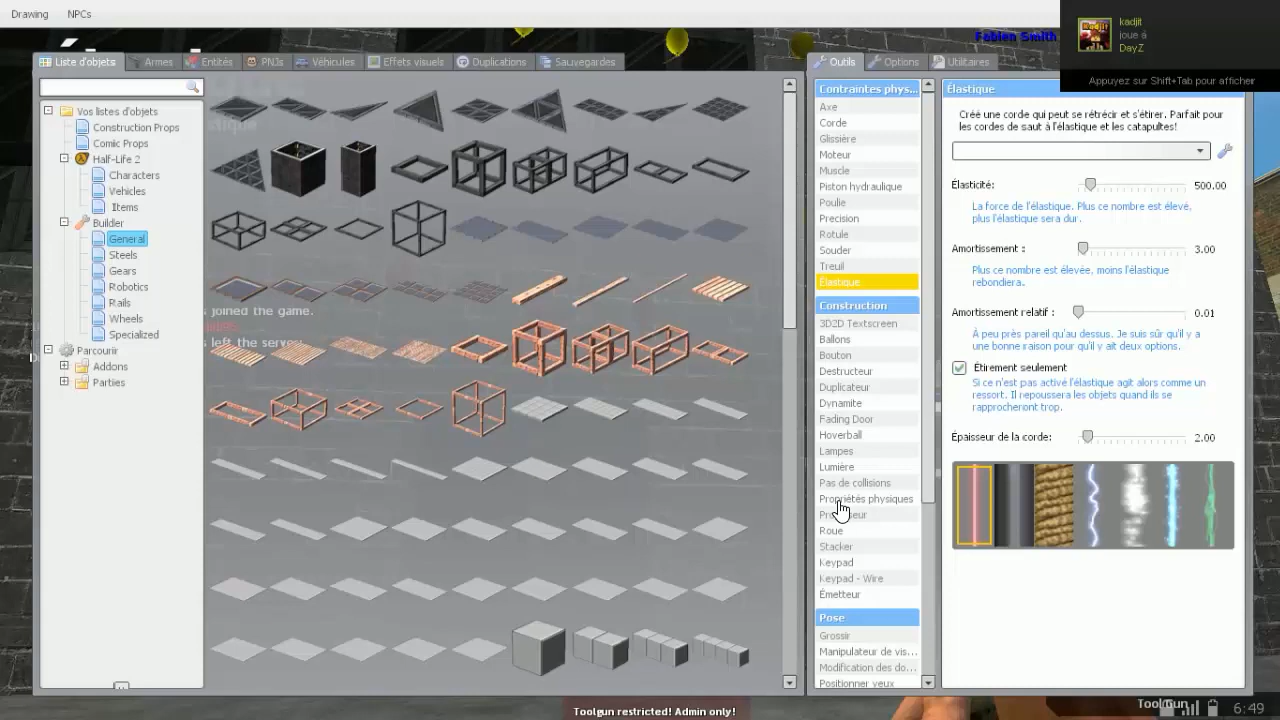 Drawing NPCs
kadjit
joue à
DayZ
Appuyez sur Shift+Tab pour afficher
Fabien Smith
Liste d'objets Armes Entités PNJs Véhicules Effets visuels Duplications Sauvegardes
Vos listes d'objets
Construction Props
Comic Props
Half-Life 2
Characters
Vehicles
Items
Builder
General
Steels
Gears
Robotics
Rails
Wheels
Specialized
Parcourir
Addons
Parties
s joined the game.
s left the server
Outils Options Utilitaires
Contraintes phys...
Axe
Corde
Glissière
Moteur
Muscle
Piston hydraulique
Poulie
Precision
Rotule
Souder
Treuil
Élastique
Construction
3D2D Textscreen
Ballons
Bouton
Destructeur
Duplicateur
Dynamite
Fading Door
Hoverball
Lampes
Lumière
Pas de collisions
Propriétés physiques
Roue
Stacker
Keypad
Keypad - Wire
Émetteur
Pose
Grossir
Manipulateur de vis...
Modification des do...
Positionner yeux
Élastique
Créé une corde qui peut se rétrécir et s'étirer. Parfait pour
les cordes de saut à l'élastique et les catapultes!
Élasticité: 500.00
La force de l'élastique. Plus ce nombre est élevé,
plus l'élastique sera dur.
Amortissement : 3.00
Plus ce nombre est élevée, moins l'élastique
rebondiera.
Amortissement relatif : 0.01
À peu près pareil qu'au dessus. Je suis sûr qu'il y a
une bonne raison pour qu'il y ait deux options.
Étirement seulement
Si ce n'est pas activé l'élastique agit alors comme un
ressort. Il repoussera les objets quand ils se
rapprocheront trop.
Épaisseur de la corde: 2.00
Toolgun restricted! Admin only!
ToolGun
6:49